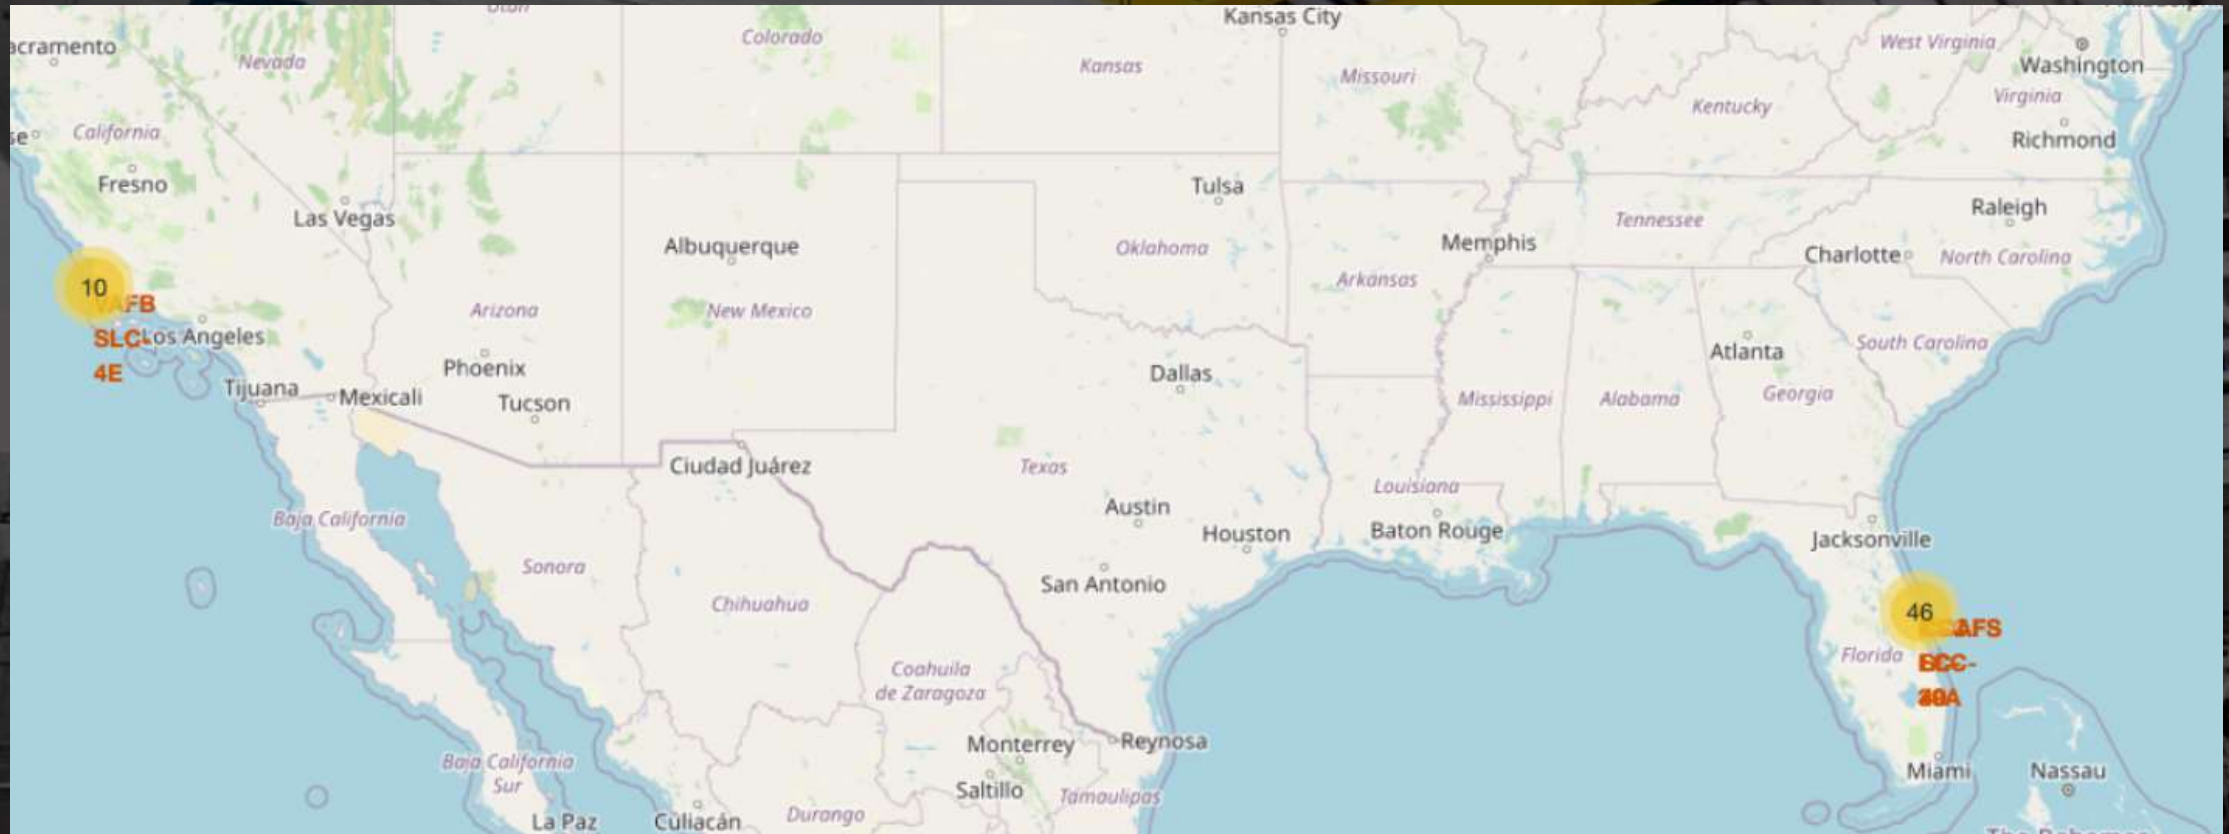 Kansas City
Sacramento
Colorado
West Virginia
Nevada
Kansas
Missouri
Washington
Virginia
Kentucky
California
Richmond
Fresno
Tulsa
Las Vegas
Raleigh
Tennessee
Albuquerque
Oklahoma
Memphis
Charlotte
North Carolina
Arkansas
10
VAFB
SLC-
4E
Los Angeles
Arizona
New Mexico
South Carolina
Atlanta
Phoenix
Dallas
Tijuana
Mexicali
Tucson
Mississippi
Alabama
Georgia
Ciudad Juárez
Texas
Louisiana
Austin
Baja California
Houston
Baton Rouge
Jacksonville
Sonora
San Antonio
Chihuahua
46
Florida
Coahuila
de Zaragoza
Monterrey
Reynosa
Baja California
Sur
Saltillo
Tamaulipas
Miami
Nassau
La Paz
Culiacán
Durango